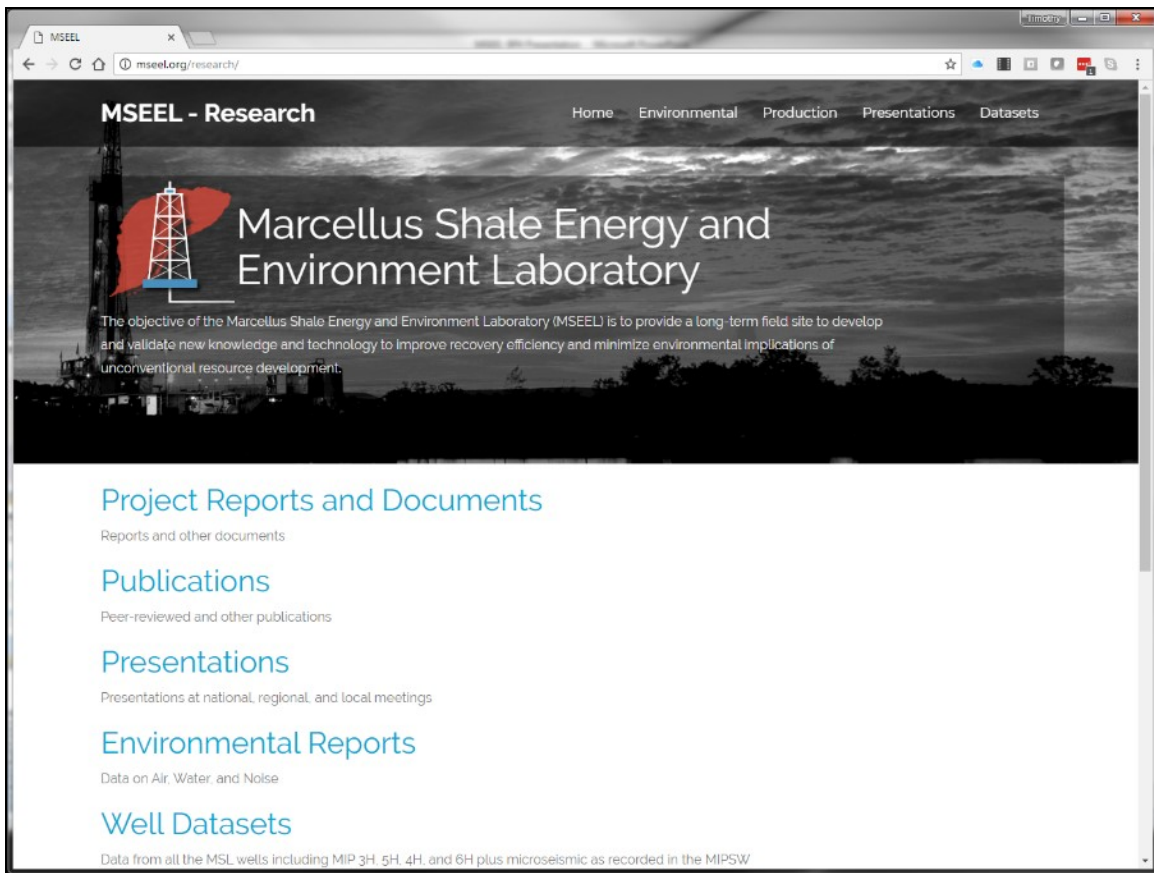 Timothy
MSEEL
mseel.org/research/
MSEEL - Research
Home Environmental Production Presentations Datasets
Marcellus Shale Energy and
Environment Laboratory
The objective of the Marcellus Shale Energy and Environment Laboratory (MSEEL) is to provide a long-term field site to develop
and validate new knowledge and technology to improve recovery efficiency and minimize environmental implications of
unconventional resource development.
Project Reports and Documents
Reports and other documents
Publications
Peer-reviewed and other publications
Presentations
Presentations at national, regional, and local meetings
Environmental Reports
Data on Air, Water, and Noise
Well Datasets
Data from all the MSL wells including MIP 3H, 5H, 4H, and 6H plus microseismic as recorded in the MIPSW